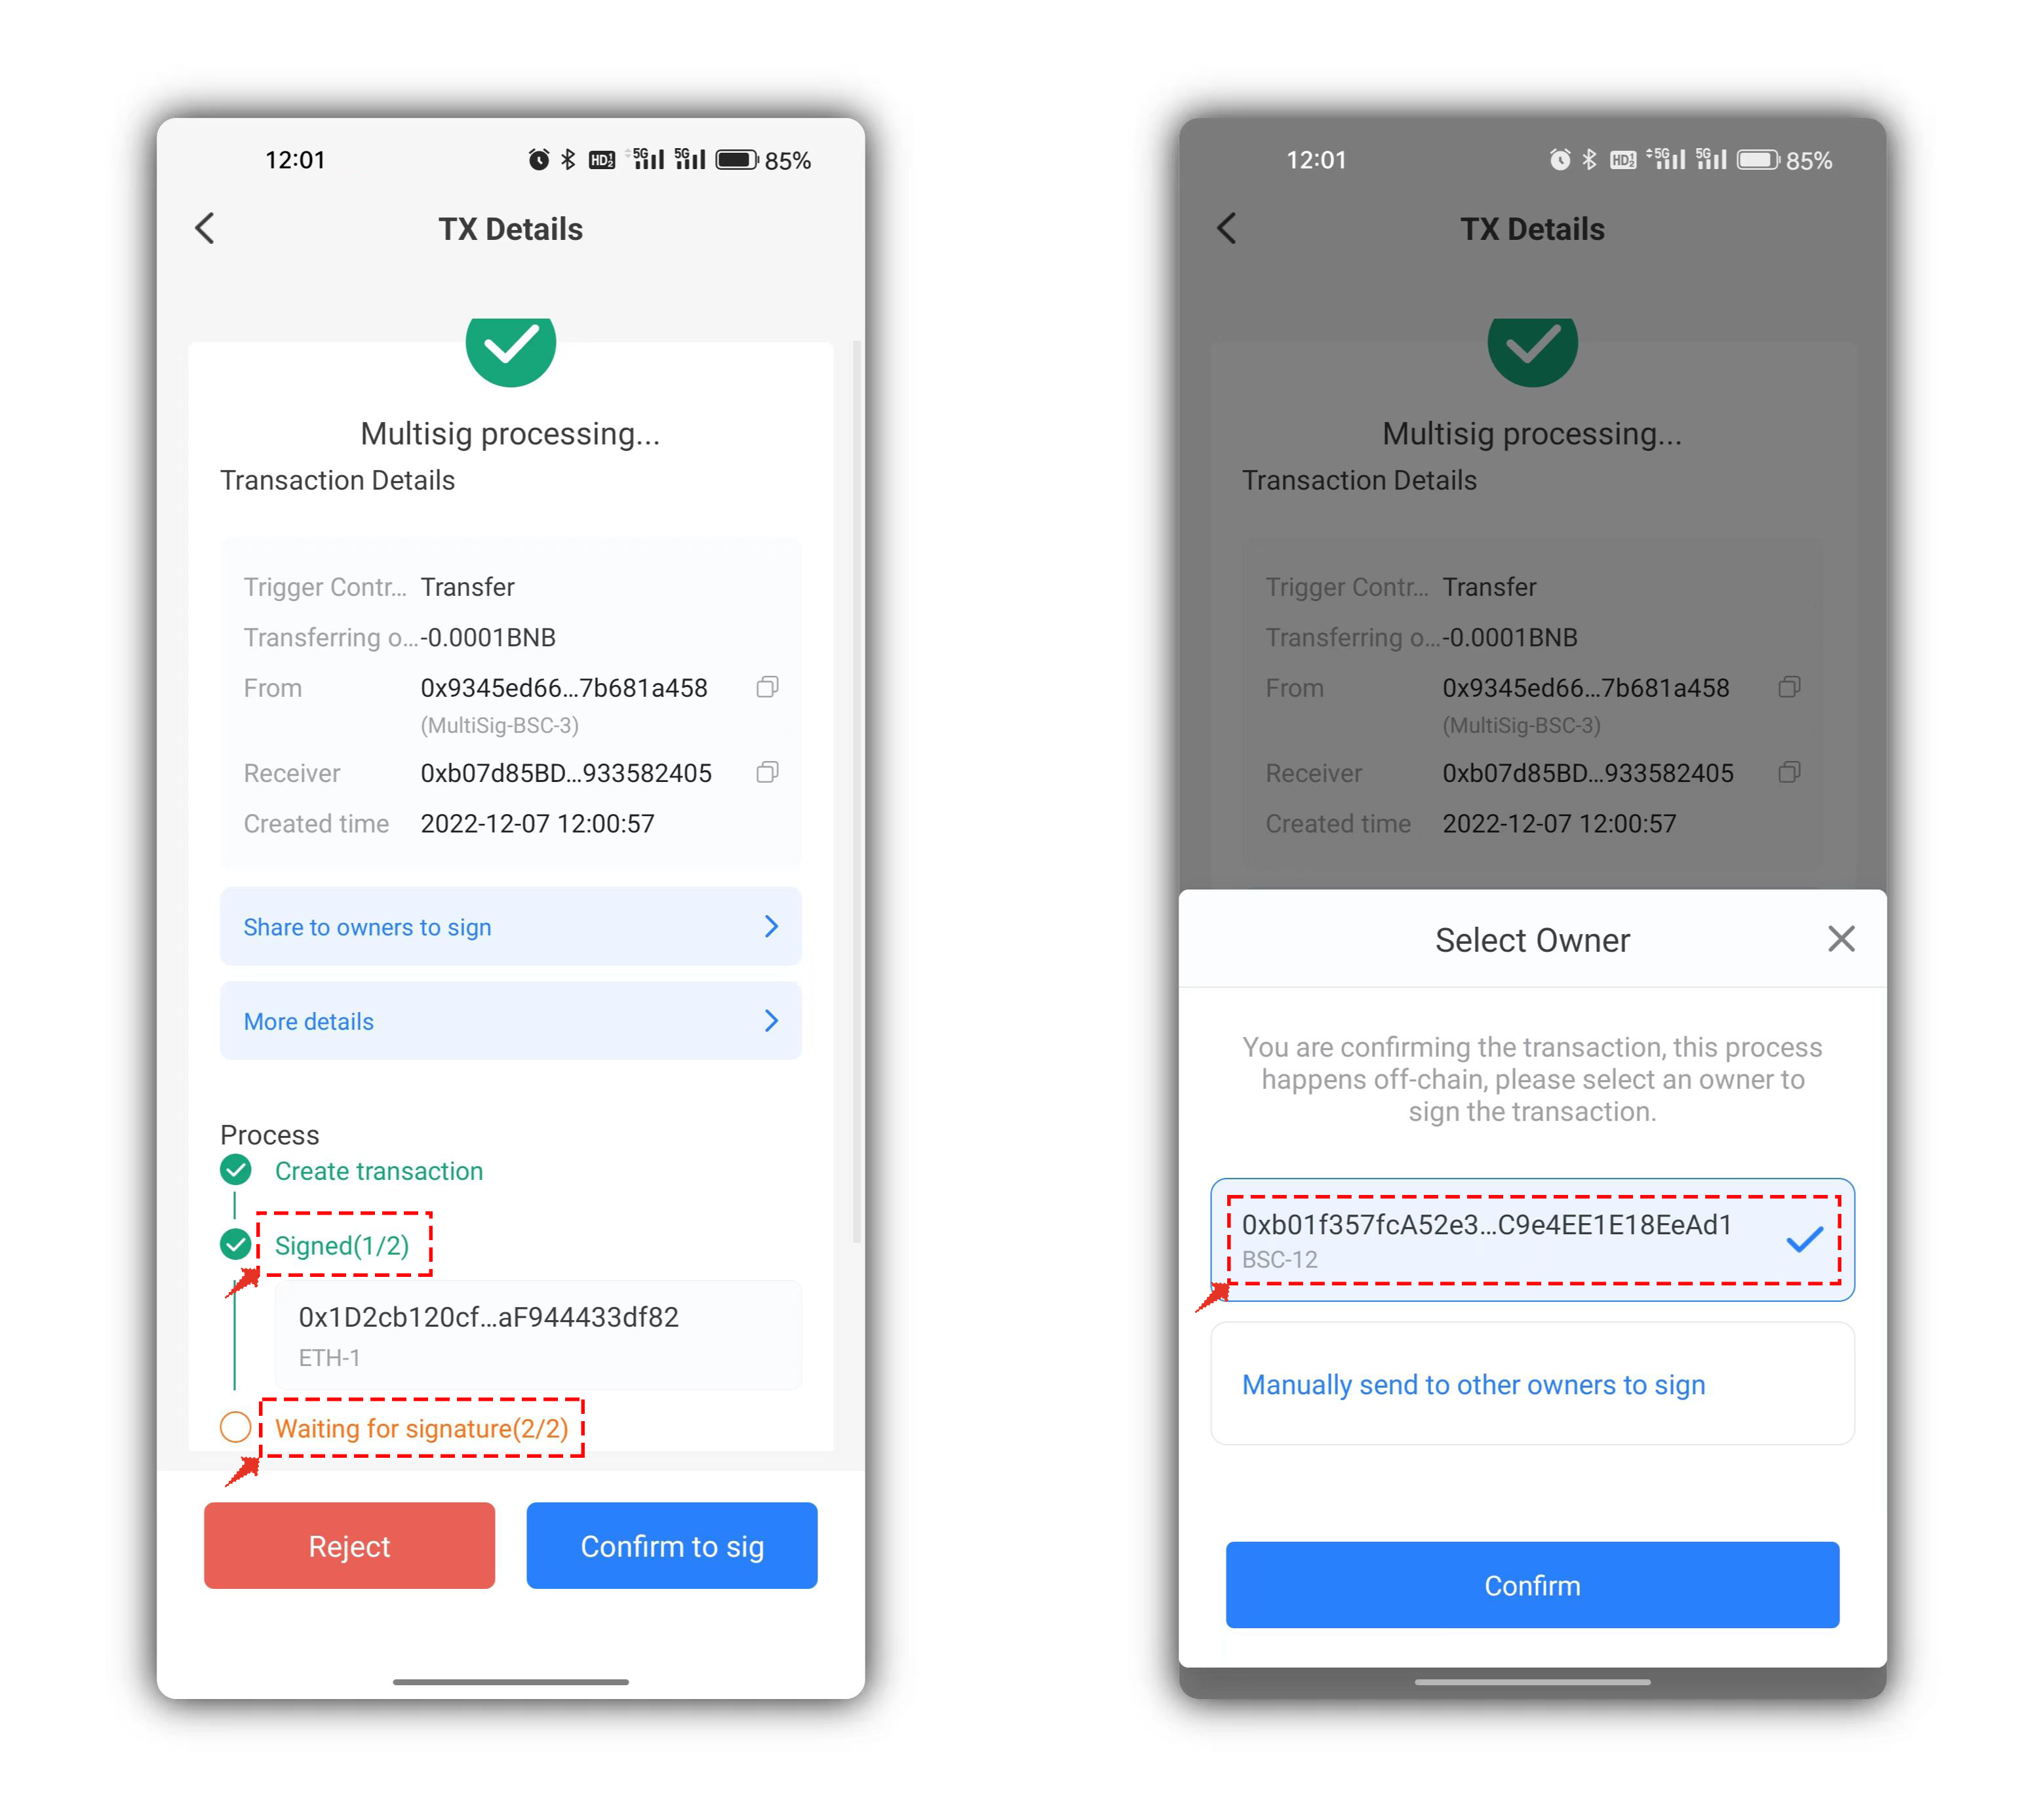 12:01
HD 5G 5G 85%
TX Details
Multisig processing...
Transaction Details
Trigger Contr... Transfer
Transferring o...-0.0001BNB
From 0x9345ed66...7b681a458
(MultiSig-BSC-3)
Receiver 0xb07d85BD...933582405
Created time 2022-12-07 12:00:57
Share to owners to sign
More details
Process
Create transaction
Signed(1/2)
0x1D2cb120cf...aF944433df82
ETH-1
Waiting for signature(2/2)
Reject
Confirm to sig
12:01
HD 5G 5G 85%
TX Details
Multisig processing...
Transaction Details
Trigger Contr... Transfer
Transferring o...-0.0001BNB
From 0x9345ed66...7b681a458
(MultiSig-BSC-3)
Receiver 0xb07d85BD...933582405
Created time 2022-12-07 12:00:57
Select Owner
You are confirming the transaction, this process
happens off-chain, please select an owner to
sign the transaction.
0xb01f357fcA52e3...C9e4EE1E18EeAd1
BSC-12
Manually send to other owners to sign
Confirm